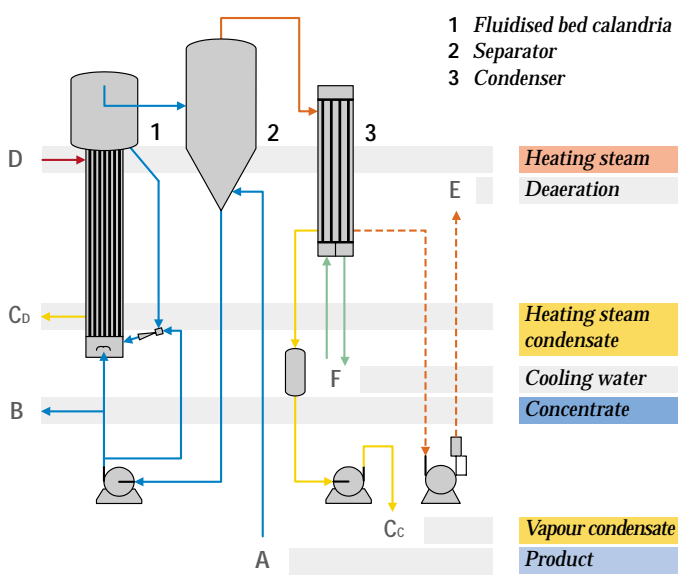 1 Fluidised bed calandria
2 Separator
3 Condenser
1
2
3
D
Heating steam
E
Deaeration
CD
Heating steam
condensate
F
Cooling water
B
Concentrate
Cc
Vapour condensate
A
Product